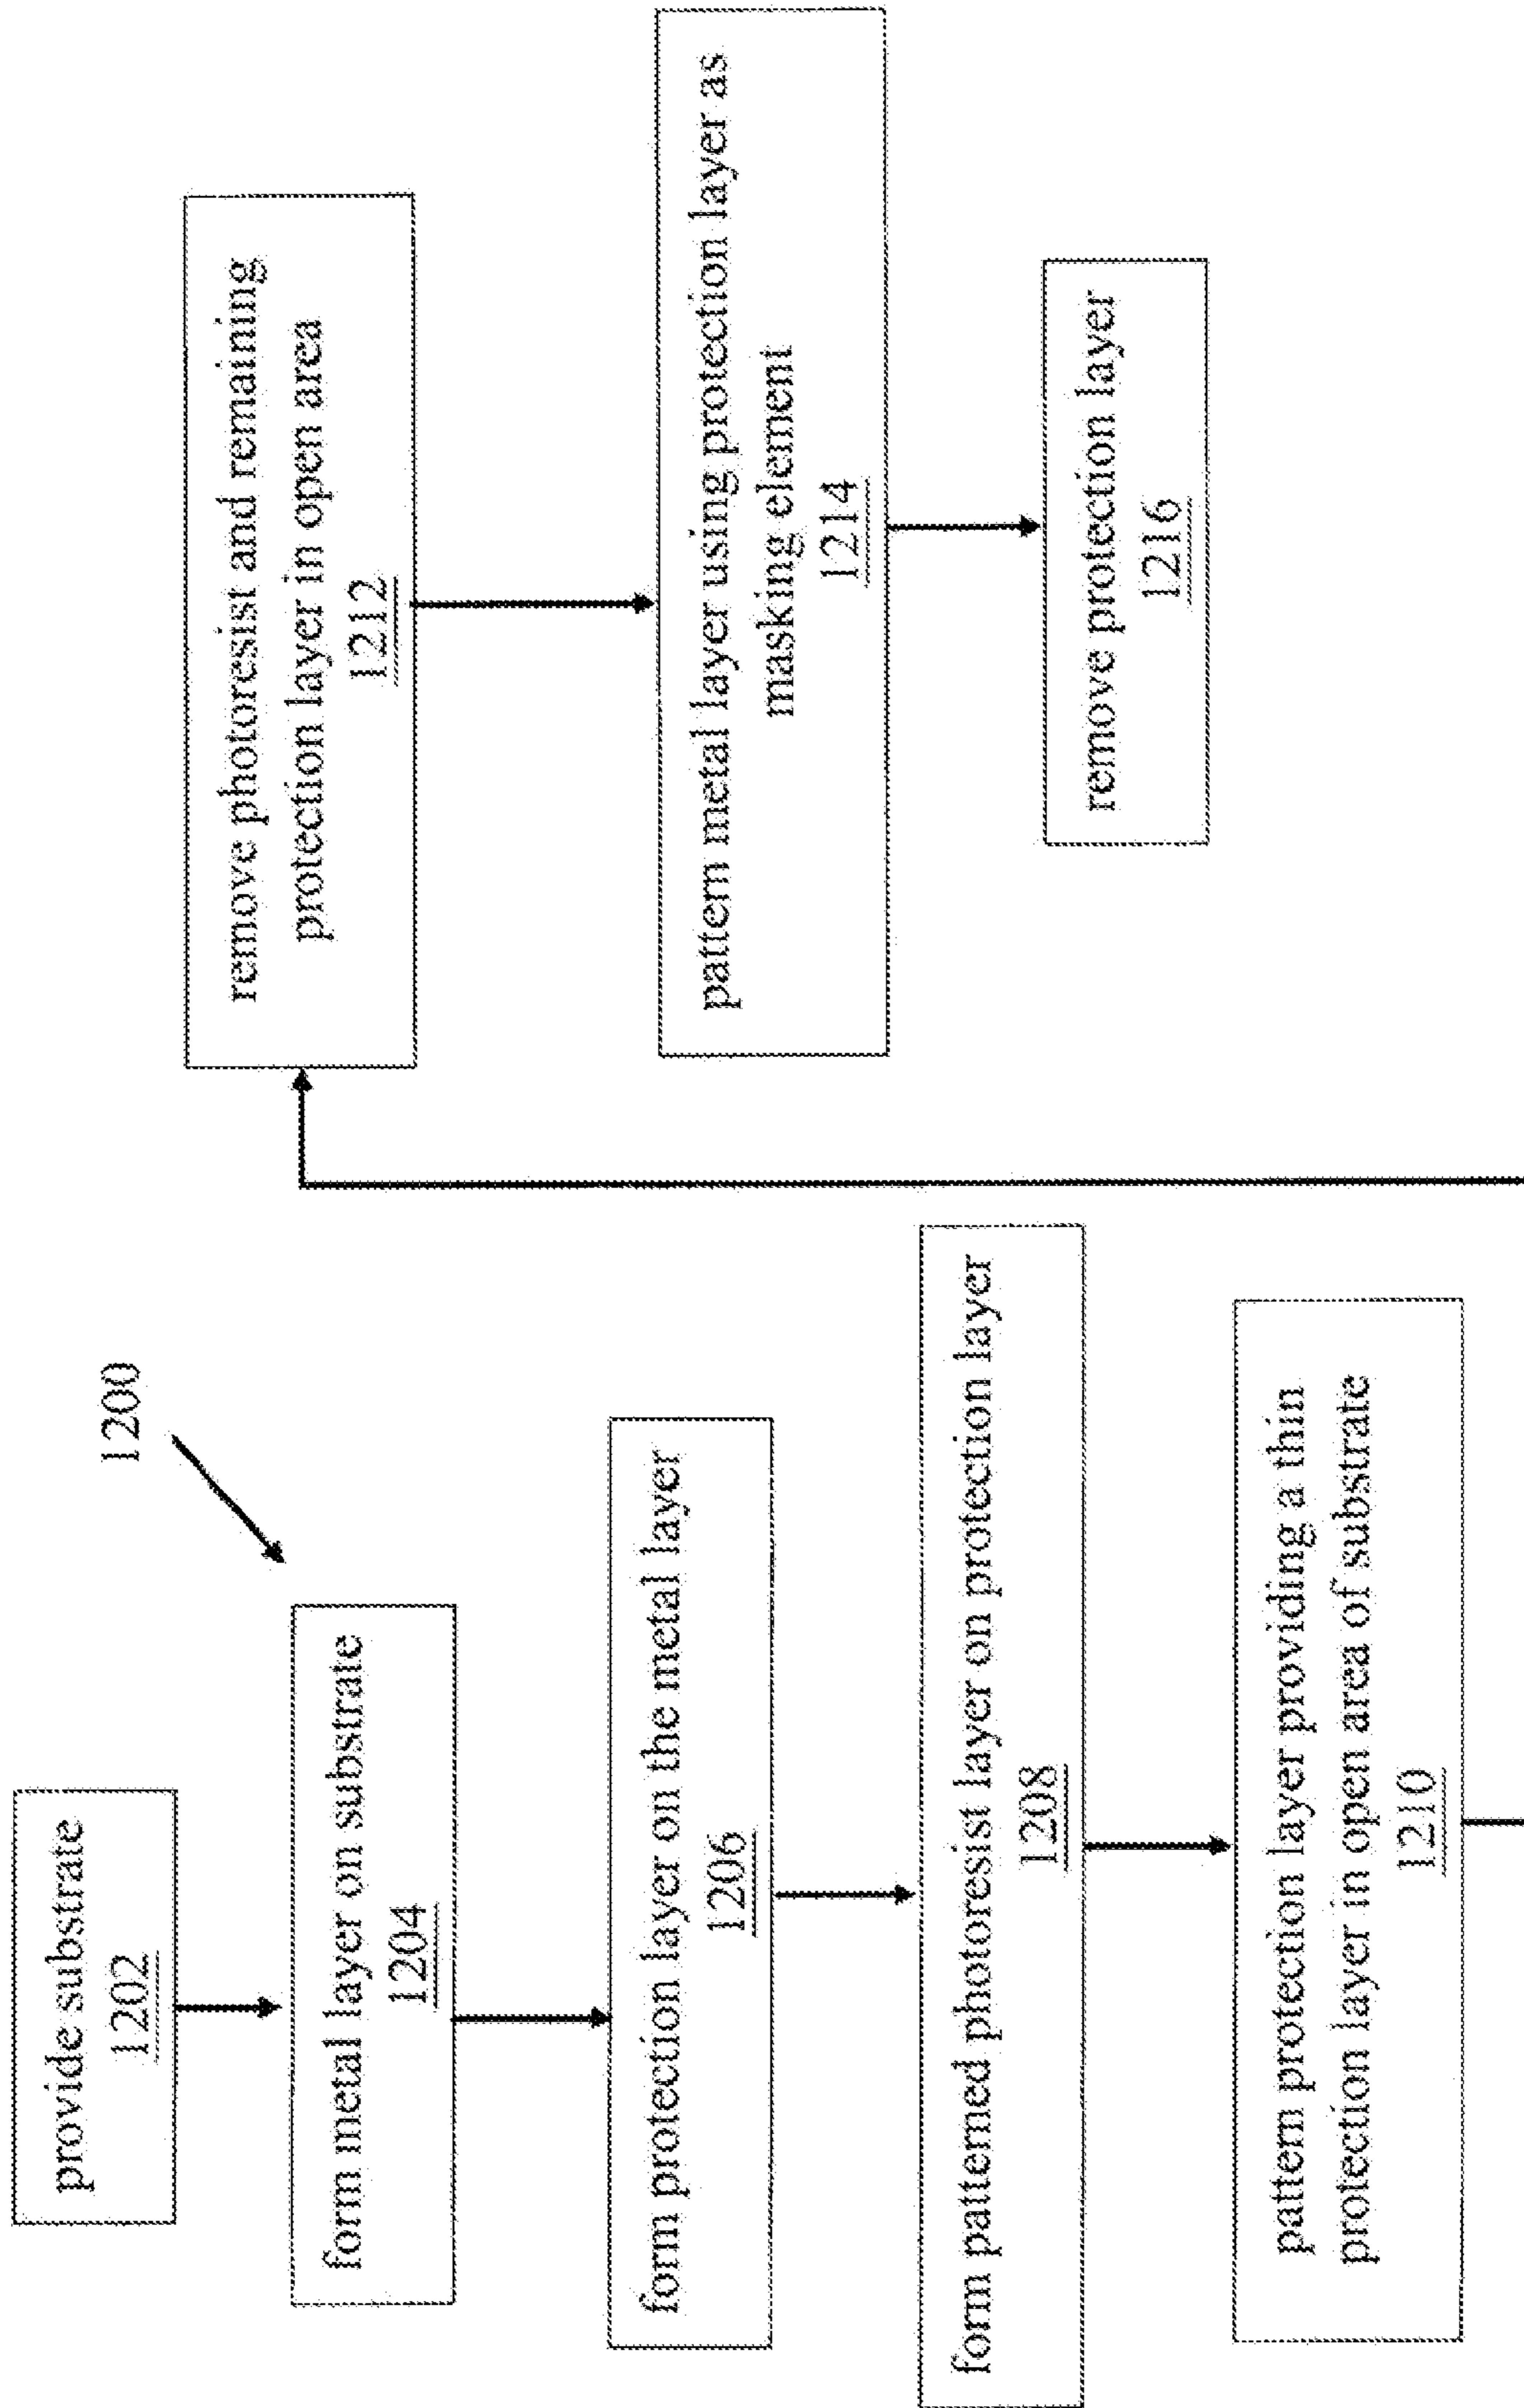 1200
provide substrate
1202
form metal layer on substrate
1204
form protection layer on the metal layer
1206
form patterned photoresist layer on protection layer
1208
pattern protection layer providing a thin
protection layer in open area of substrate
1210
remove photoresist and remaining
protection layer in open area
1212
pattern metal layer using protection layer as
masking element
1214
remove protection layer
1216